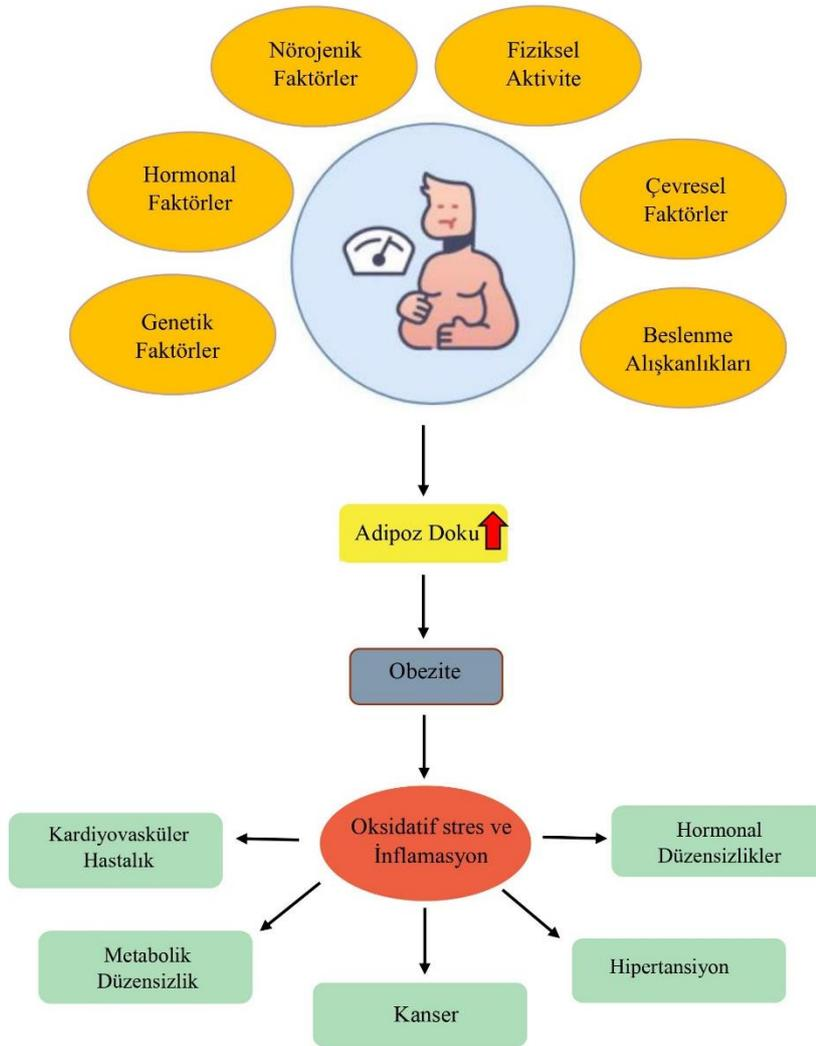 Nörojenik
Faktörler
Fiziksel
Aktivite
Hormonal
Faktörler
Çevresel
Faktörler
Genetik
Faktörler
Beslenme
Alışkanlıkları
Adipoz Doku
Obezite
Oksidatif stres ve
İnflamasyon
Kardiyovasküler
Hastalık
Hormonal
Düzensizlikler
Metabolik
Düzensizlik
Hipertansiyon
Kanser